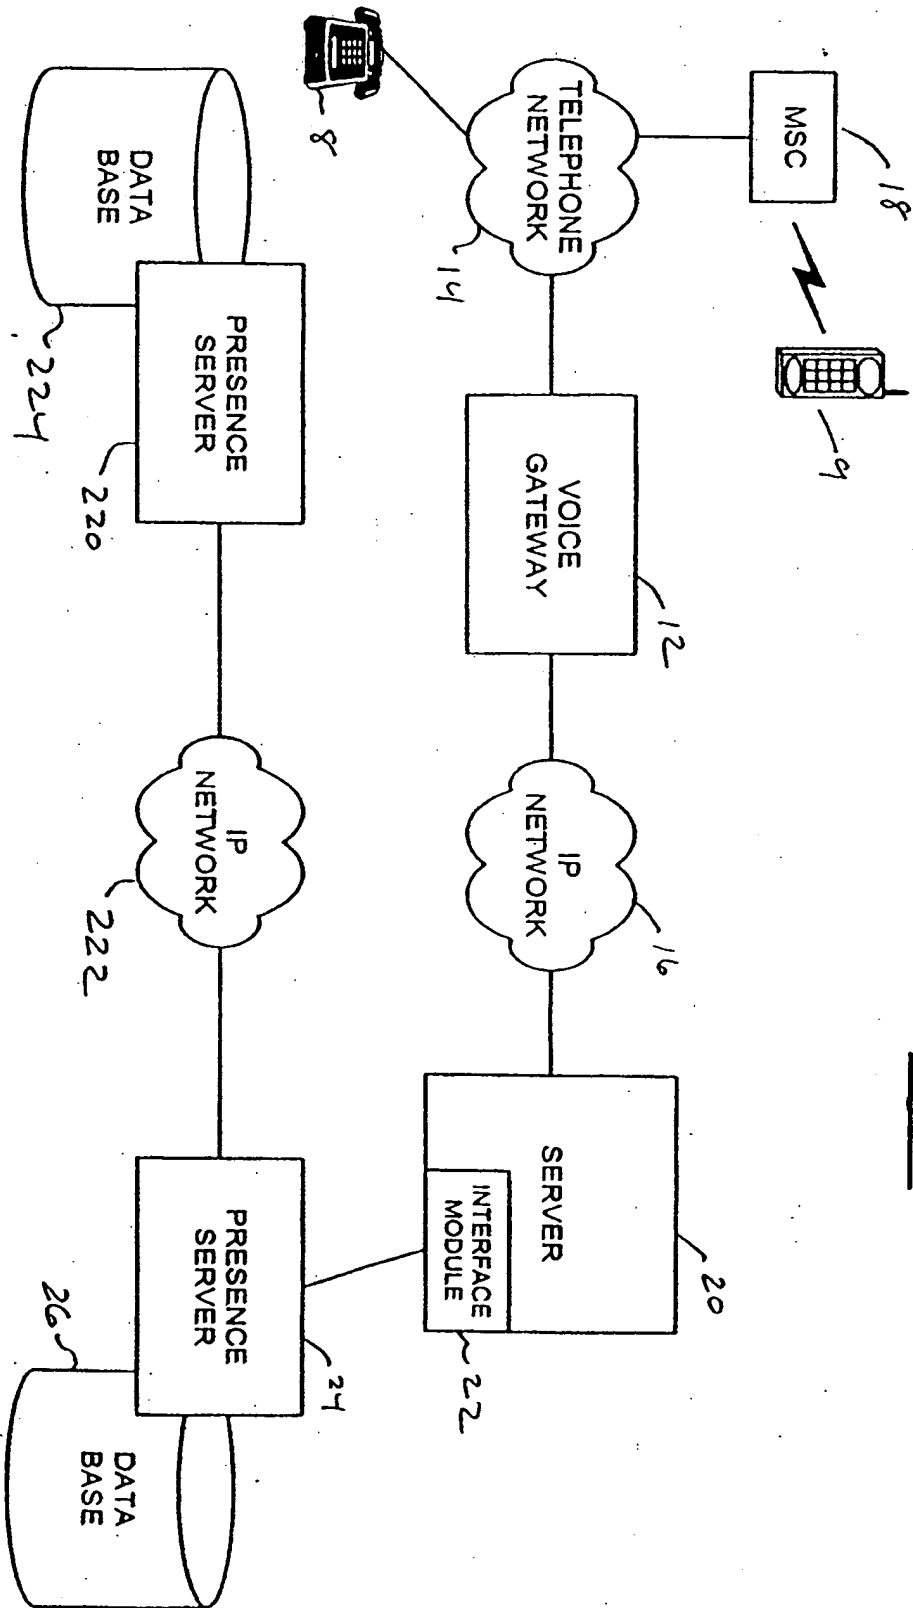 MSC
18
9
TELEPHONE
NETWORK
14
8
VOICE
GATEWAY
12
IP
NETWORK
16
SERVER
20
INTERFACE
MODULE
22
DATA
BASE
224
PRESENCE
SERVER
220
IP
NETWORK
222
PRESENCE
SERVER
24
DATA
BASE
26